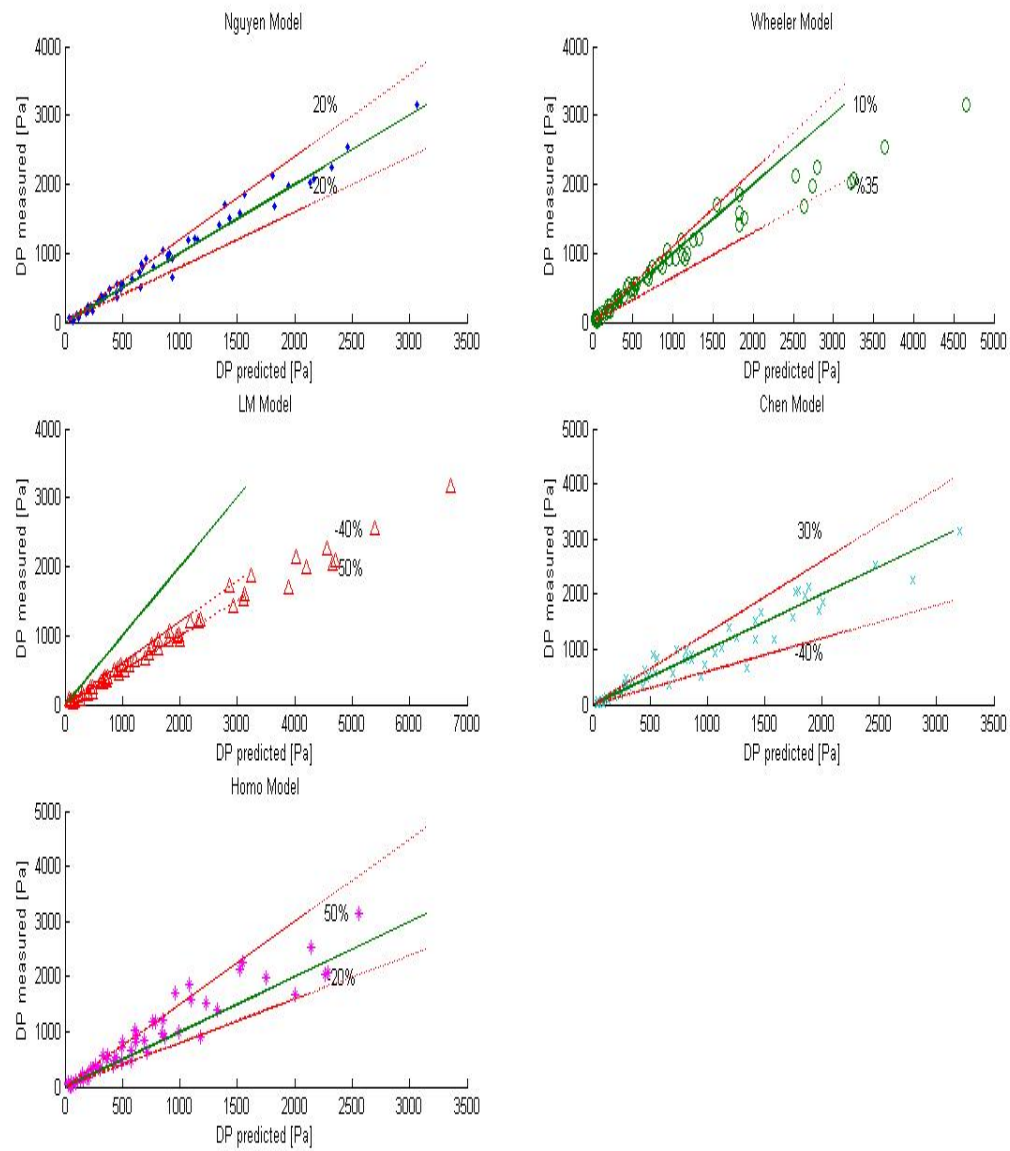 Nguyen Model
4000
3000
2000
1000
0
DP measured [Pa]
20%
-20%
0 500 1000 1500 2000 2500 3000 3500
DP predicted [Pa]
Wheeler Model
4000
3000
2000
1000
0
DP measured [Pa]
10%
%35
0 500 1000 1500 2000 2500 3000 3500 4000 4500 5000
DP predicted [Pa]
LM Model
4000
3000
2000
1000
0
DP measured [Pa]
-40%
50%
0 1000 2000 3000 4000 5000 6000 7000
DP predicted [Pa]
Chen Model
5000
4000
3000
2000
1000
0
DP measured [Pa]
30%
-40%
0 500 1000 1500 2000 2500 3000 3500
DP predicted [Pa]
Homo Model
5000
4000
3000
2000
1000
0
DP measured [Pa]
50%
-20%
0 500 1000 1500 2000 2500 3000 3500
DP predicted [Pa]